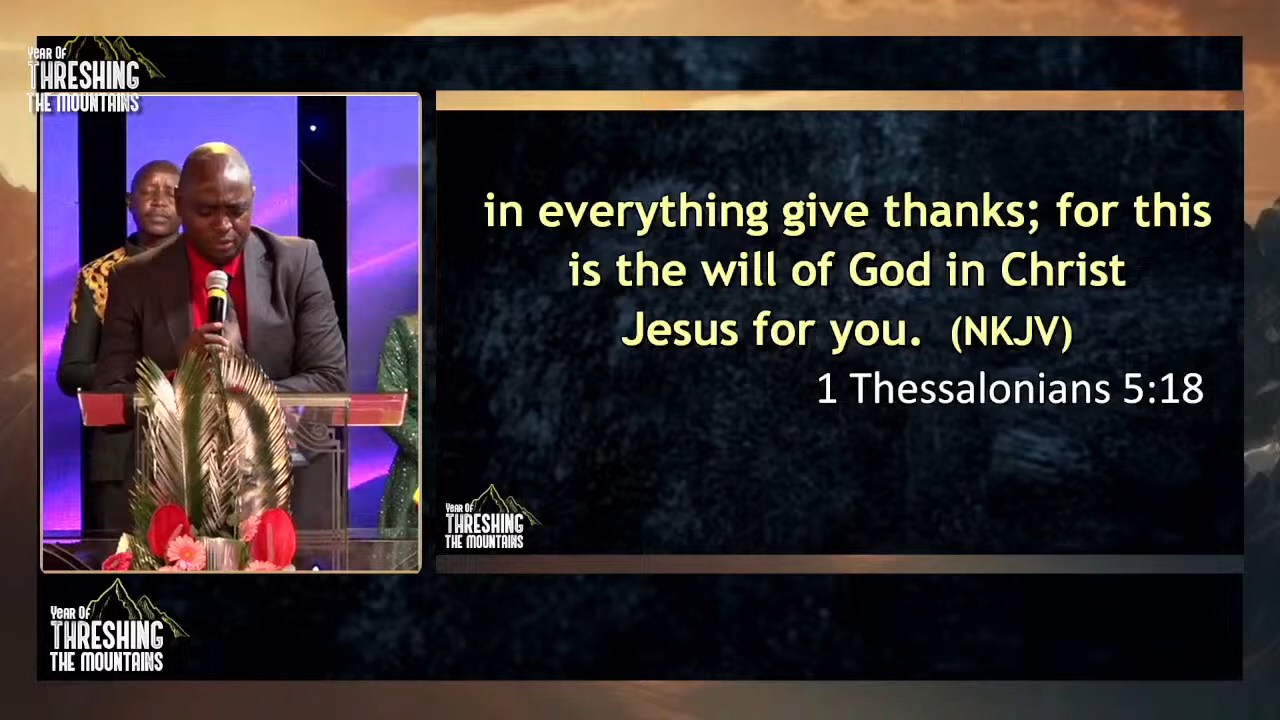 Year Of
THRESHING
THE MOUNTAINS
in everything give thanks; for this
is the will of God in Christ
Jesus for you. (NKJV)
1 Thessalonians 5:18
Year Of
THRESHING
THE MOUNTAINS
Year Of
THRESHING
THE MOUNTAINS